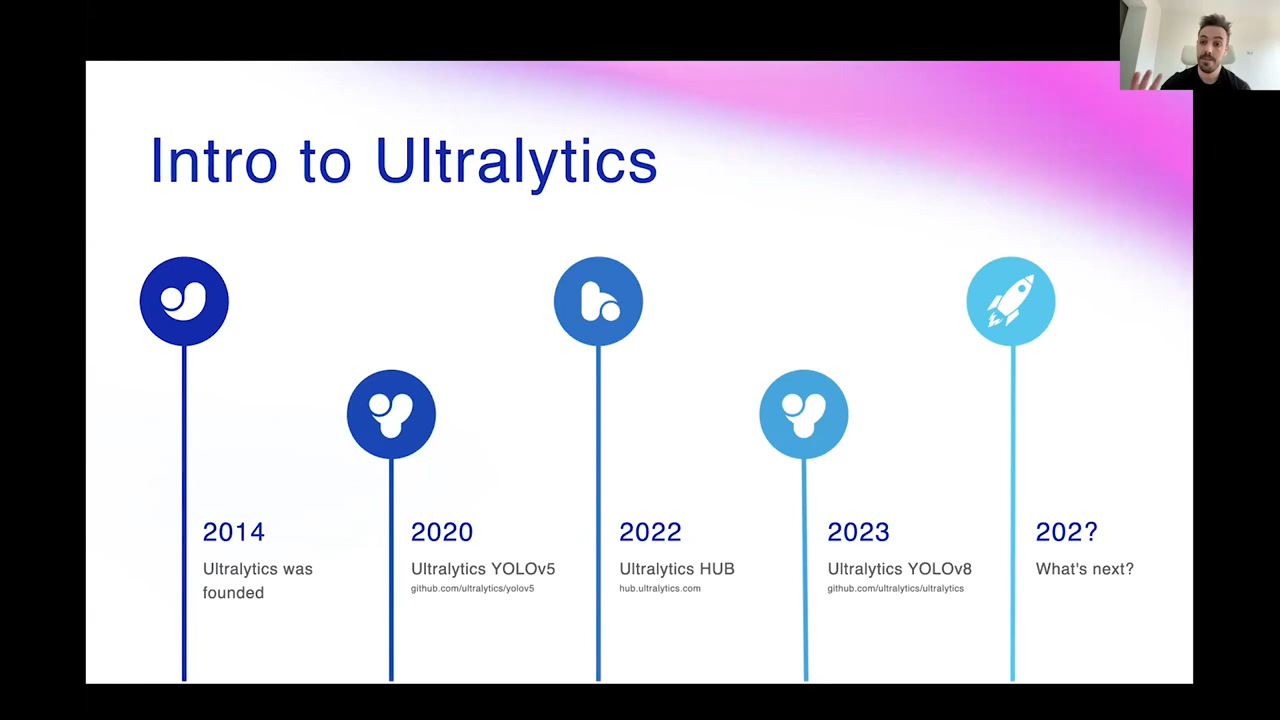 Intro to Ultralytics
2014
Ultralytics was
founded
2020
Ultralytics YOLOv5
github.com/ultralytics/yolov5
2022
Ultralytics HUB
hub.ultralytics.com
2023
Ultralytics YOLOv8
github.com/ultralytics/ultralytics
202?
What's next?